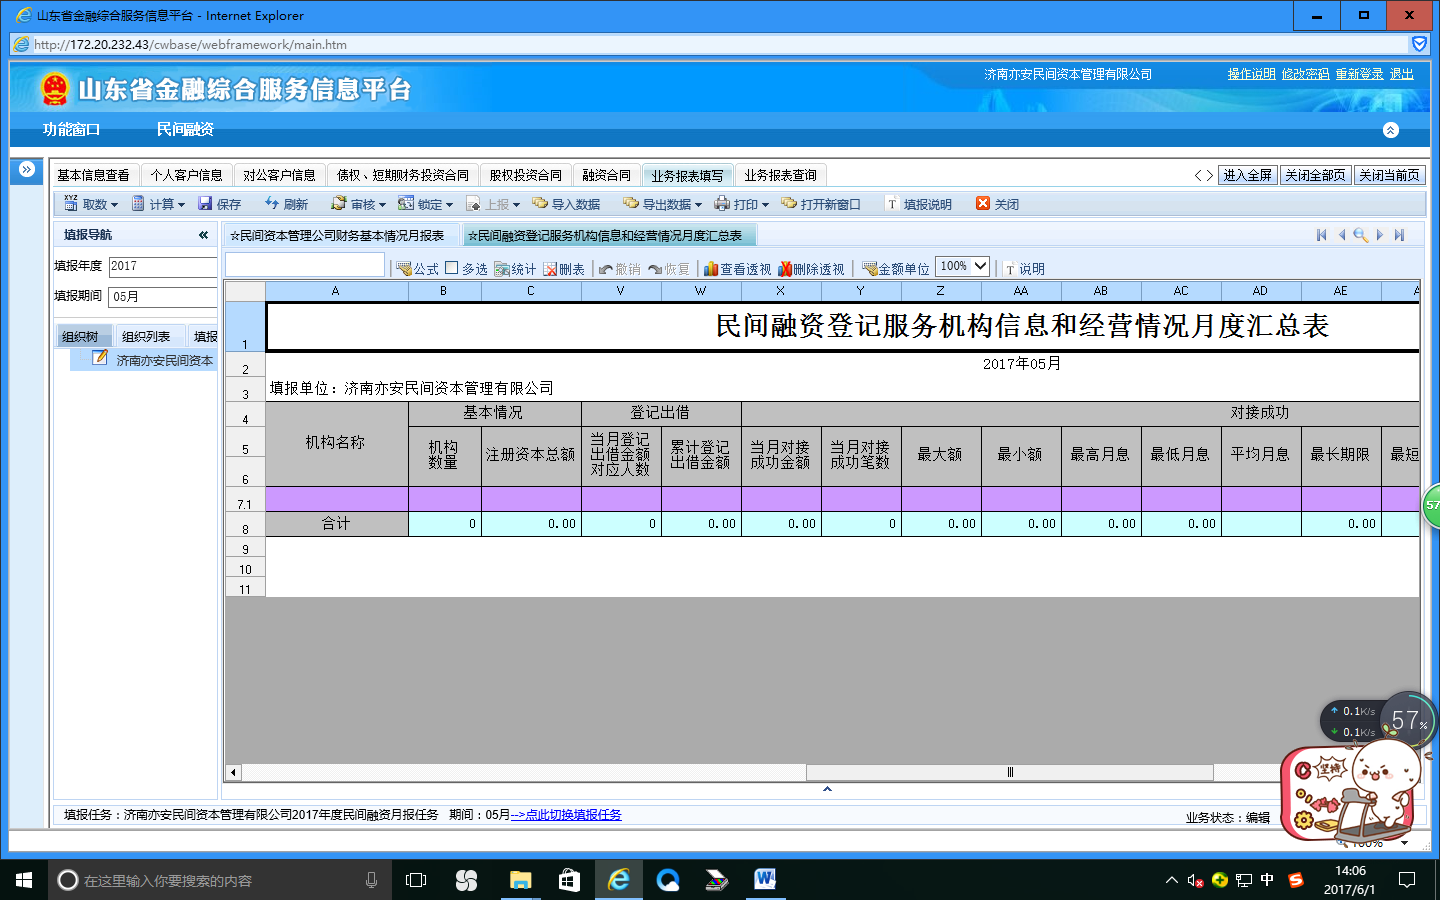 山东省金融综合服务信息平台 - Internet Explorer
http://172.20.232.43/cwbase/webframework/main.htm
山东省金融综合服务信息平台
济南亦安民间资本管理有限公司 操作说明 修改密码 重新登录 退出
功能窗口 民间融资
基本信息查看 个人客户信息 对公客户信息 债权、短期财务投资合同 股权投资合同 融资合同 业务报表填写 业务报表查询 进入全屏 关闭全部页 关闭当前页
取数 计算 保存 刷新 审核 锁定 上报 导入数据 导出数据 打印 打开新窗口 填报说明 关闭
填报导航
☆民间资本管理公司财务基本情况月报表 ☆民间融资登记服务机构信息和经营情况月度汇总表
填报年度 2017
填报期间 05月
公式 多选 统计 删表 撤销 恢复 查看透视 删除透视 金额单位 100% 说明
组织树 组织列表 填报
济南亦安民间资本
A B C V W X Y Z AA AB AC AD AE A
1 民间融资登记服务机构信息和经营情况月度汇总表
2 2017年05月
3 填报单位：济南亦安民间资本管理有限公司
4 基本情况 登记出借 对接成功
5 机构名称 机构数量 注册资本总额 当月登记出借金额对应人数 累计登记出借金额 当月对接成功金额 当月对接成功笔数 最大额 最小额 最高月息 最低月息 平均月息 最长期限 最短
6
7.1
8 合计 0 0.00 0 0.00 0.00 0 0.00 0.00 0.00 0.00 0.00
9
10
11
57
0.1K/s
0.1K/s
57%
坚持
填报任务：济南亦安民间资本管理有限公司2017年度民间融资月报任务 期间：05月-->点此切换填报任务
业务状态：编辑
100%
在这里输入你要搜索的内容
中
14:06
2017/6/1